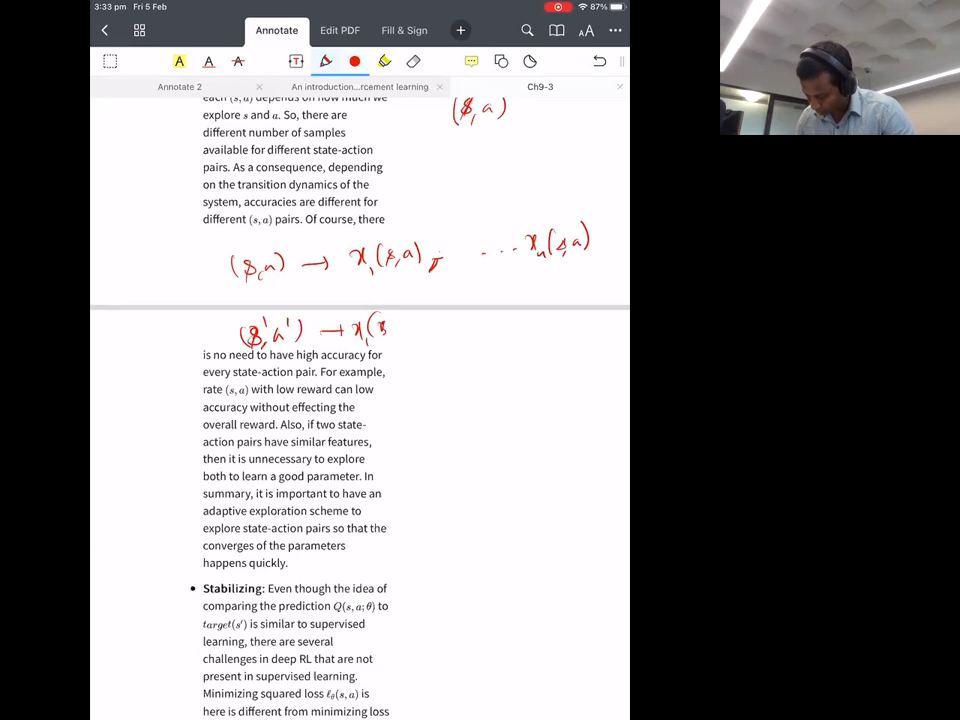 3:33 pm Fri 5 Feb
87%
Annotate Edit PDF Fill & Sign
AA
A A A T
Annotate 2 An introduction...rcement learning Ch9-3
each (s, a) depends on how much we
(s, a)
explore s and a. So, there are
different number of samples
available for different state-action
pairs. As a consequence, depending
on the transition dynamics of the
system, accuracies are different for
different (s, a) pairs. Of course, there
(s, a) → x₁(s, a), ... xₙ(s, a)
(s', a') → x₁(s
is no need to have high accuracy for
every state-action pair. For example,
rate (s, a) with low reward can low
accuracy without effecting the
overall reward. Also, if two state-
action pairs have similar features,
then it is unnecessary to explore
both to learn a good parameter. In
summary, it is important to have an
adaptive exploration scheme to
explore state-action pairs so that the
converges of the parameters
happens quickly.
• Stabilizing: Even though the idea of
comparing the prediction Q(s, a; θ) to
target(s') is similar to supervised
learning, there are several
challenges in deep RL that are not
present in supervised learning.
Minimizing squared loss ℓθ(s, a) is
here is different from minimizing loss